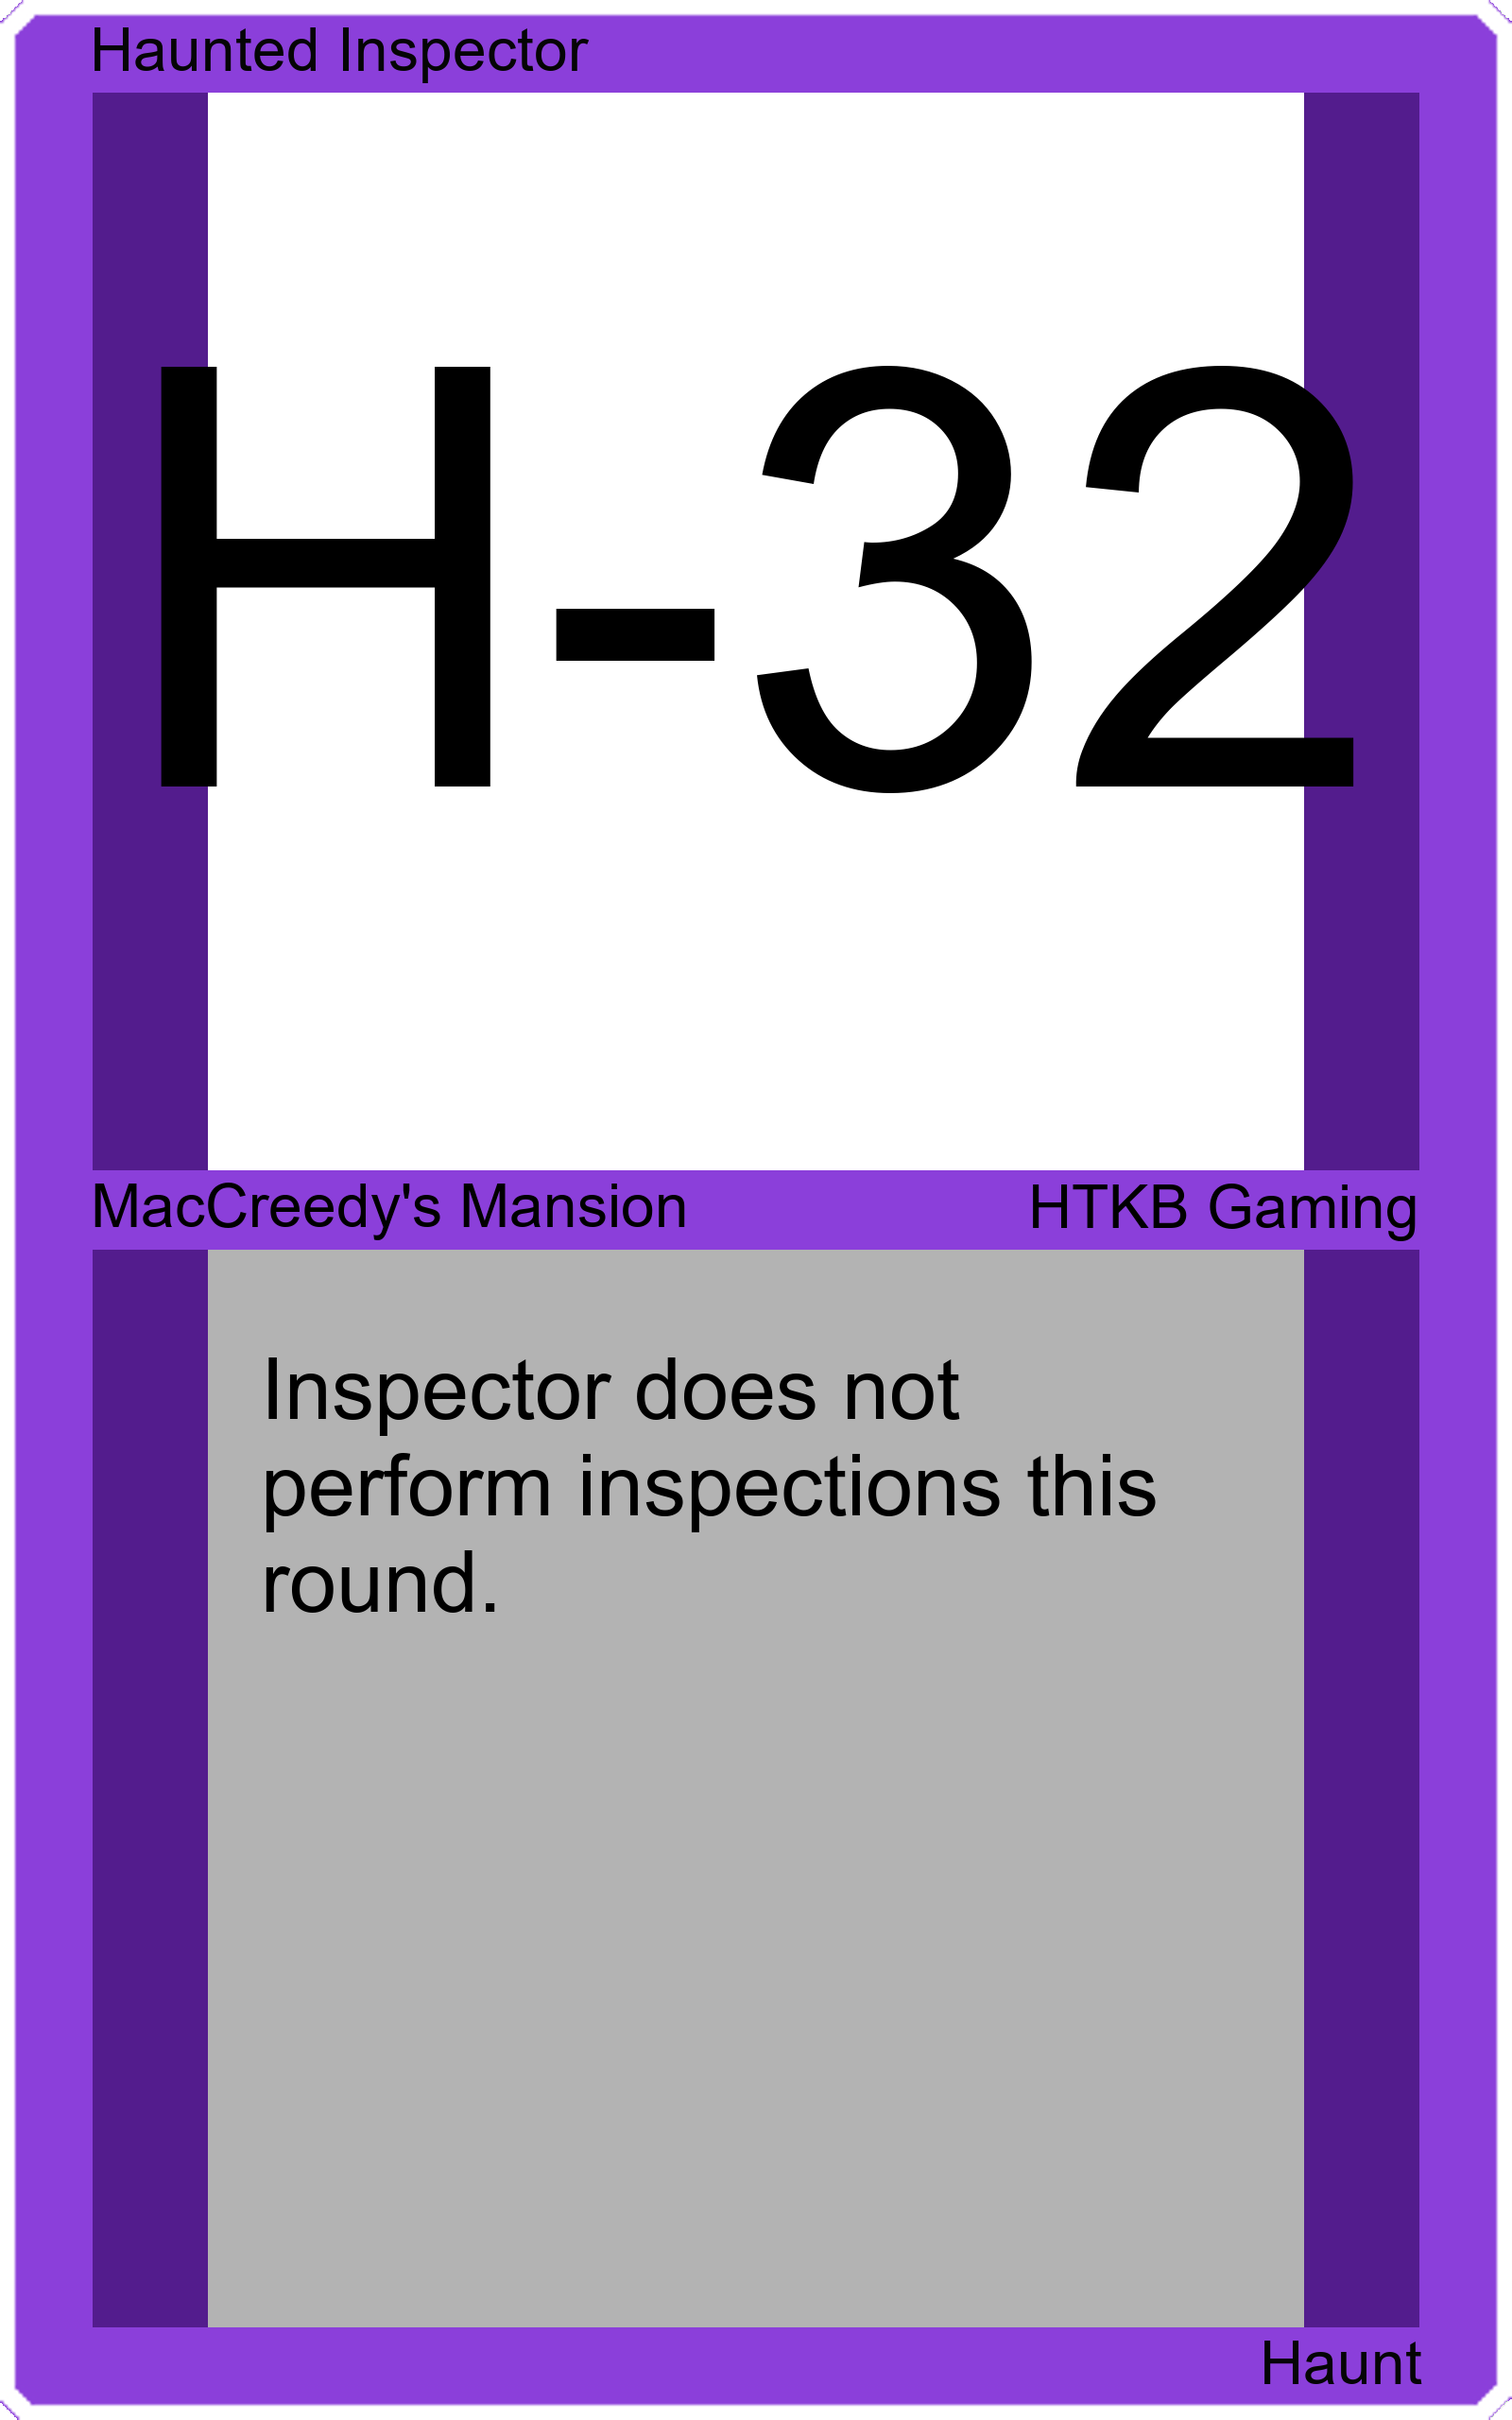 Haunted Inspector
H-32
MacCreedy's Mansion HTKB Gaming
Inspector does not
perform inspections this
round.
Haunt